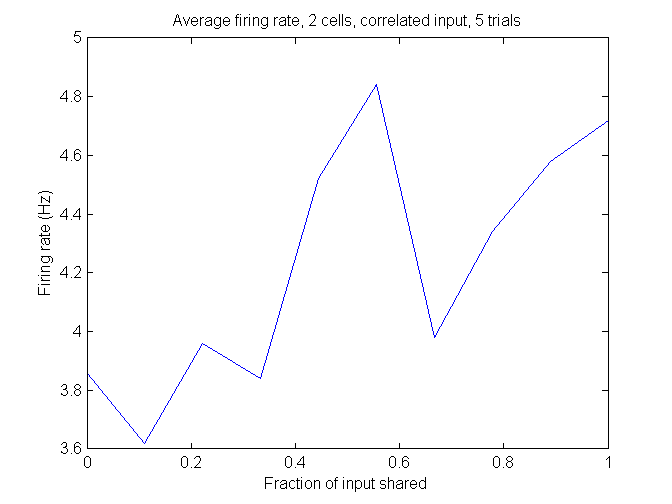 Average firing rate, 2 cells, correlated input, 5 trials
5
4.8
4.6
4.4
4.2
4
3.8
3.6
Firing rate (Hz)
0 0.2 0.4 0.6 0.8 1
Fraction of input shared